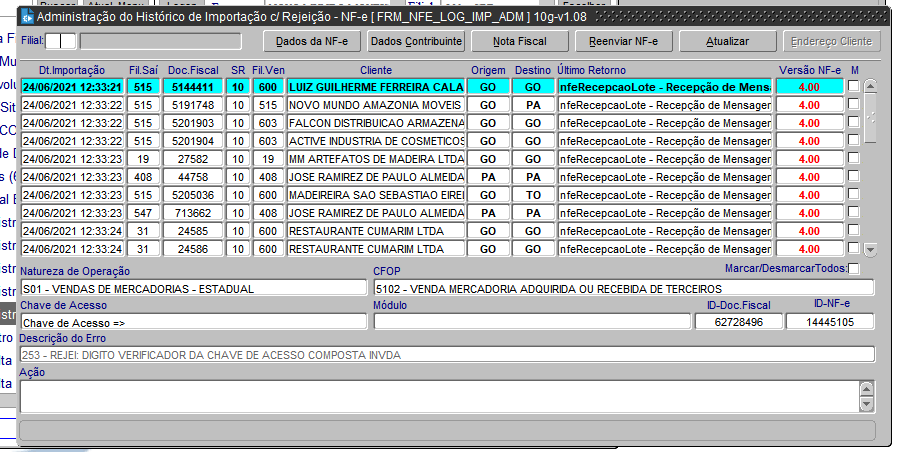 Administração do Histórico de Importação c/ Rejeição - NF-e [ FRM_NFE_LOG_IMP_ADM ] 10g-v1.08
Filial: Dados da NF-e Dados Contribuinte Nota Fiscal Reenviar NF-e Atualizar Endereço Cliente
Dt.Importação Fil.Saí Doc.Fiscal SR Fil.Ven Cliente Origem Destino Último Retorno Versão NF-e M
24/06/2021 12:33:21 515 5144411 10 600 LUIZ GUILHERME FERREIRA CALA GO GO nfeRecepcaoLote - Recepção de Mens 4.00
24/06/2021 12:33:22 515 5191748 10 515 NOVO MUNDO AMAZONIA MOVEIS GO PA nfeRecepcaoLote - Recepção de Mensager 4.00
24/06/2021 12:33:22 515 5201903 10 603 FALCON DISTRIBUICAO ARMAZENA GO GO nfeRecepcaoLote - Recepção de Mensager 4.00
24/06/2021 12:33:22 515 5201904 10 603 ACTIVE INDUSTRIA DE COSMETICOS GO GO nfeRecepcaoLote - Recepção de Mensager 4.00
24/06/2021 12:33:23 19 27582 10 19 MM ARTEFATOS DE MADEIRA LTDA GO GO nfeRecepcaoLote - Recepção de Mensager 4.00
24/06/2021 12:33:23 408 44758 10 408 JOSE RAMIREZ DE PAULO ALMEIDA PA PA nfeRecepcaoLote - Recepção de Mensager 4.00
24/06/2021 12:33:23 515 5205036 10 600 MADEIREIRA SAO SEBASTIAO EIREI GO TO nfeRecepcaoLote - Recepção de Mensager 4.00
24/06/2021 12:33:23 547 713662 10 408 JOSE RAMIREZ DE PAULO ALMEIDA PA PA nfeRecepcaoLote - Recepção de Mensager 4.00
24/06/2021 12:33:24 31 24585 10 600 RESTAURANTE CUMARIM LTDA GO GO nfeRecepcaoLote - Recepção de Mensager 4.00
24/06/2021 12:33:24 31 24586 10 600 RESTAURANTE CUMARIM LTDA GO GO nfeRecepcaoLote - Recepção de Mensager 4.00
Natureza de Operação CFOP Marcar/DesmarcarTodos:
S01 - VENDAS DE MERCADORIAS - ESTADUAL 5102 - VENDA MERCADORIA ADQUIRIDA OU RECEBIDA DE TERCEIROS
Chave de Acesso Módulo ID-Doc.Fiscal ID-NF-e
Chave de Acesso => 62728496 14445105
Descrição do Erro
253 - REJEI: DIGITO VERIFICADOR DA CHAVE DE ACESSO COMPOSTA INVDA
Ação